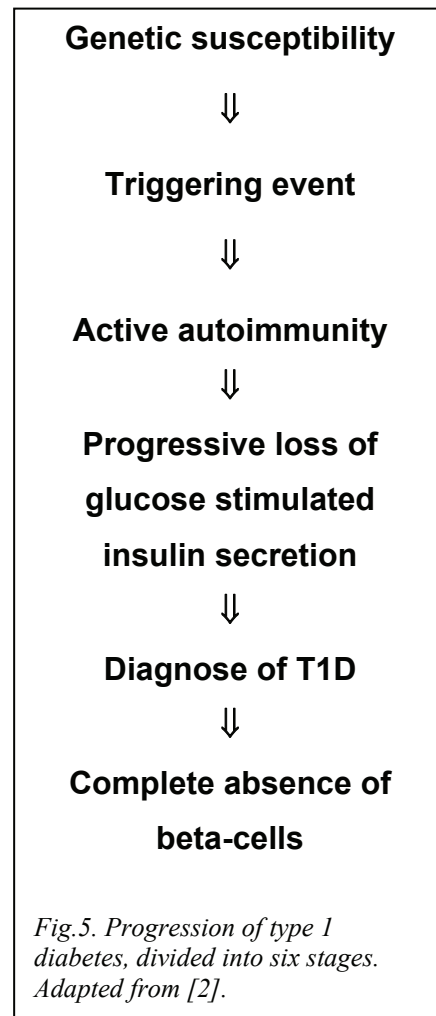 Genetic susceptibility
⇓
Triggering event
⇓
Active autoimmunity
⇓
Progressive loss of
glucose stimulated
insulin secretion
⇓
Diagnose of T1D
⇓
Complete absence of
beta-cells
Fig.5. Progression of type 1
diabetes, divided into six stages.
Adapted from [2].